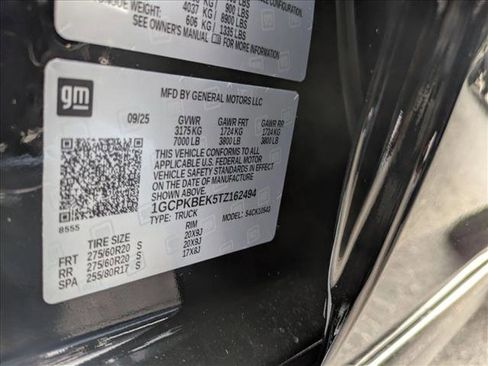 4037 KG 8900 LBS
606 KG 1335 LBS
SEE OWNER'S MANUAL FOR MORE INFORMATION
gm
MFD BY GENERAL MOTORS LLC
09/25 GVWR GAWR FRT GAWR RR
3175 KG 1724 KG 1724 KG
7000 LB 3800 LB 3800 LB
THIS VEHICLE CONFORMS TO ALL
APPLICABLE U.S. FEDERAL MOTOR
VEHICLE SAFETY STANDARDS IN
EFFECT ON THE DATE OF
MANUFACTURE SHOWN ABOVE.
1GCPKBEK5TZ162494
TYPE: TRUCK MODEL: S4CK10543
8555
TIRE SIZE RIM
FRT 275/60R20 S 20X9J
RR 275/60R20 S 20X9J
SPA 255/80R17 S 17X8J